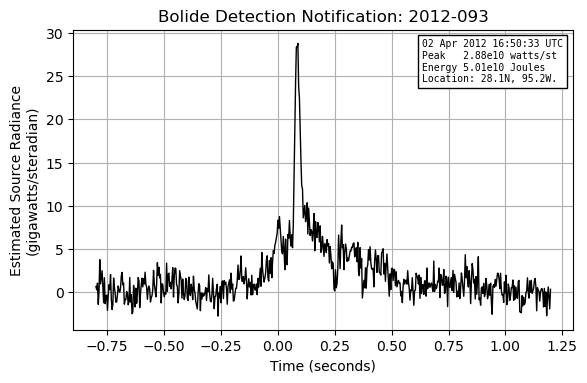 Bolide Detection Notification: 2012-093
02 Apr 2012 16:50:33 UTC
Peak   2.88e10 watts/st
Energy 5.01e10 Joules
Location: 28.1N, 95.2W.
Estimated Source Radiance
(gigawatts/steradian)
30
25
20
15
10
5
0
−0.75 −0.50 −0.25 0.00 0.25 0.50 0.75 1.00 1.25
Time (seconds)